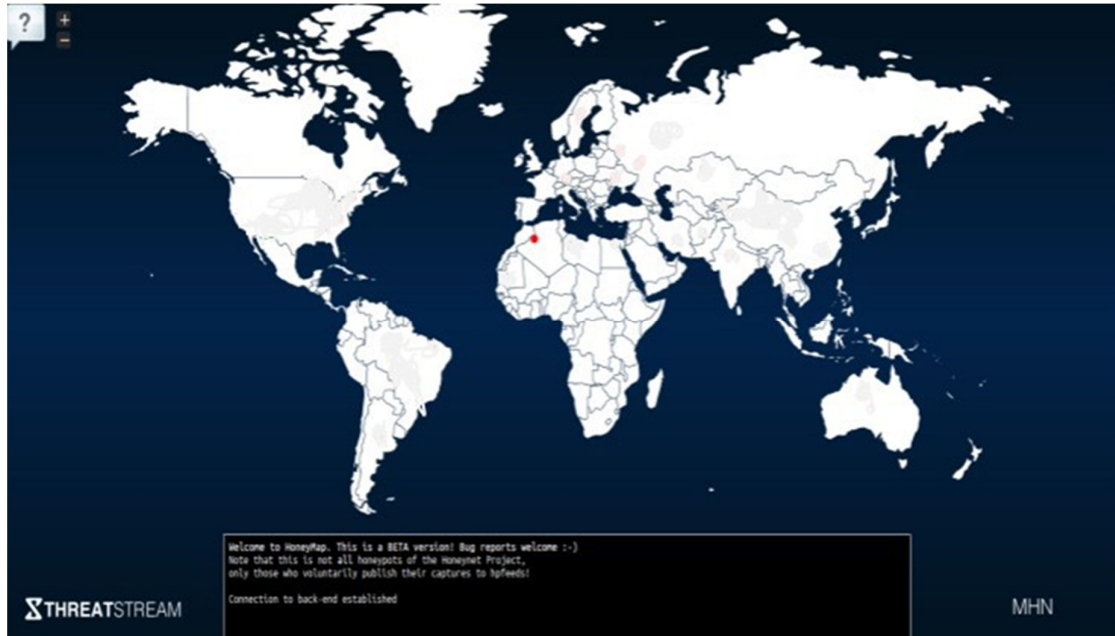 ?
+
−
Welcome to HoneyMap. This is a BETA version! Bug reports welcome :-)
Note that this is not all honeypots of the Honeynet Project,
only those who voluntarily publish their captures to hpfeeds!
Connection to back-end established
THREATSTREAM
MHN